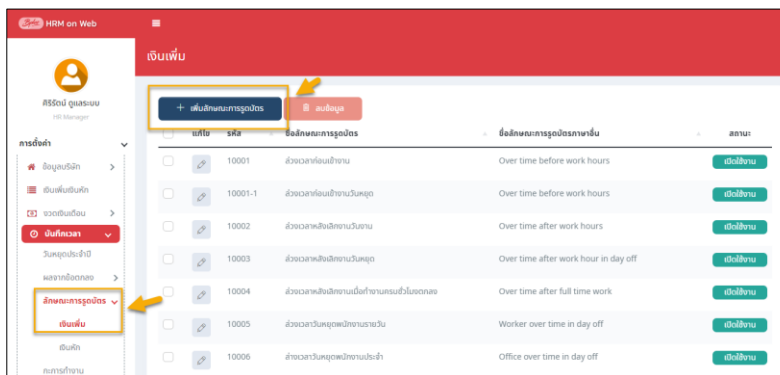 HRM on Web
เงินเพิ่ม
ศิริรัตน์ ดูแลระบบ
HR Manager
การตั้งค่า
ข้อมูลบริษัท
เงินเพิ่มเงินหัก
งวดเงินเดือน
บันทึกเวลา
วันหยุดประจำปี
ผลจากข้อตกลง
ลักษณะการรูดบัตร
เงินเพิ่ม
เงินหัก
กะการทำงาน
+ เพิ่มลักษณะการรูดบัตร
ลบข้อมูล
แก้ไข รหัส ชื่อลักษณะการรูดบัตร ชื่อลักษณะการรูดบัตรภาษาอื่น สถานะ
10001 ล่วงเวลาก่อนเข้างาน Over time before work hours เปิดใช้งาน
10001-1 ล่วงเวลาก่อนเข้างานวันหยุด Over time before work hours เปิดใช้งาน
10002 ล่วงเวลาหลังเลิกงานวันงาน Over time after work hours เปิดใช้งาน
10003 ล่วงเวลาหลังเลิกงานวันหยุด Over time after work hour in day off เปิดใช้งาน
10004 ล่วงเวลาหลังเลิกงานเมื่อทำงานครบชั่วโมงตกลง Over time after full time work เปิดใช้งาน
10005 ล่วงเวลาวันหยุดพนักงานรายวัน Worker over time in day off เปิดใช้งาน
10006 ล่วงเวลาวันหยุดพนักงานประจำ Office over time in day off เปิดใช้งาน